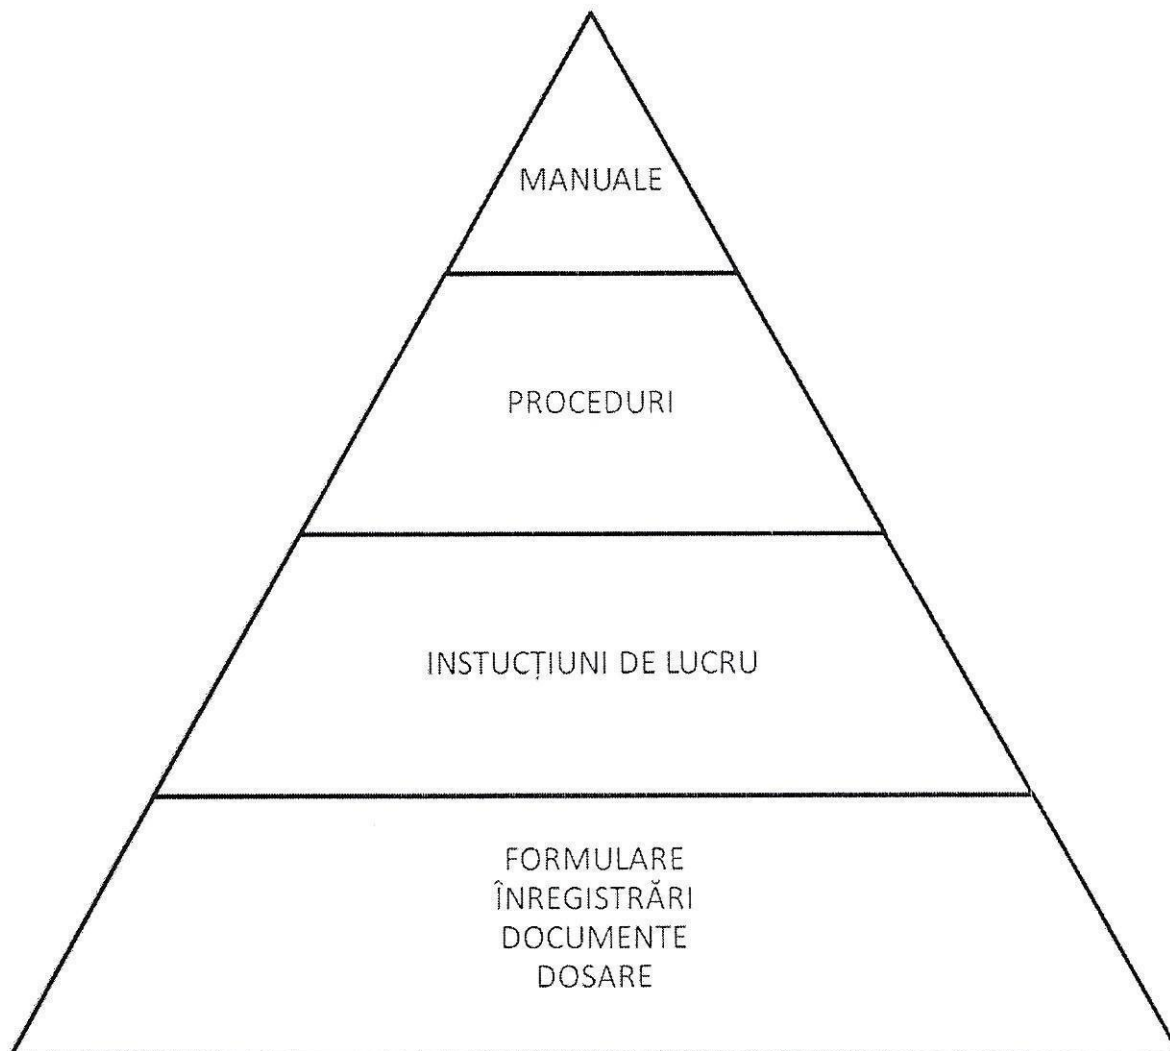 MANUALE
PROCEDURI
INSTUCȚIUNI DE LUCRU
FORMULARE
ÎNREGISTRĂRI
DOCUMENTE
DOSARE